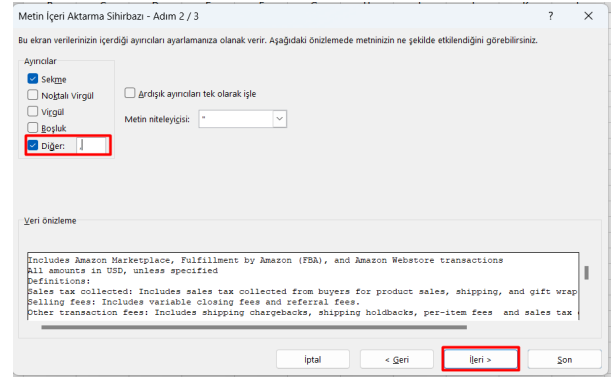 Metin İçeri Aktarma Sihirbazı - Adım 2 / 3 ? ×
Bu ekran verilerinizin içerdiği ayırıcıları ayarlamanıza olanak verir. Aşağıdaki önizlemede metninizin ne şekilde etkilendiğini görebilirsiniz.
Ayırıcılar
Sekme
Noktalı Virgül
Virgül
Boşluk
Diğer: .
Ardışık ayırıcıları tek olarak işle
Metin niteleyicisi: "
Veri önizleme
Includes Amazon Marketplace, Fulfillment by Amazon (FBA), and Amazon Webstore transactions
All amounts in USD, unless specified
Definitions:
Sales tax collected: Includes sales tax collected from buyers for product sales, shipping, and gift wrap
Selling fees: Includes variable closing fees and referral fees.
Other transaction fees: Includes shipping chargebacks, shipping holdbacks, per-item fees and sales tax
İptal
< Geri
İleri >
Son